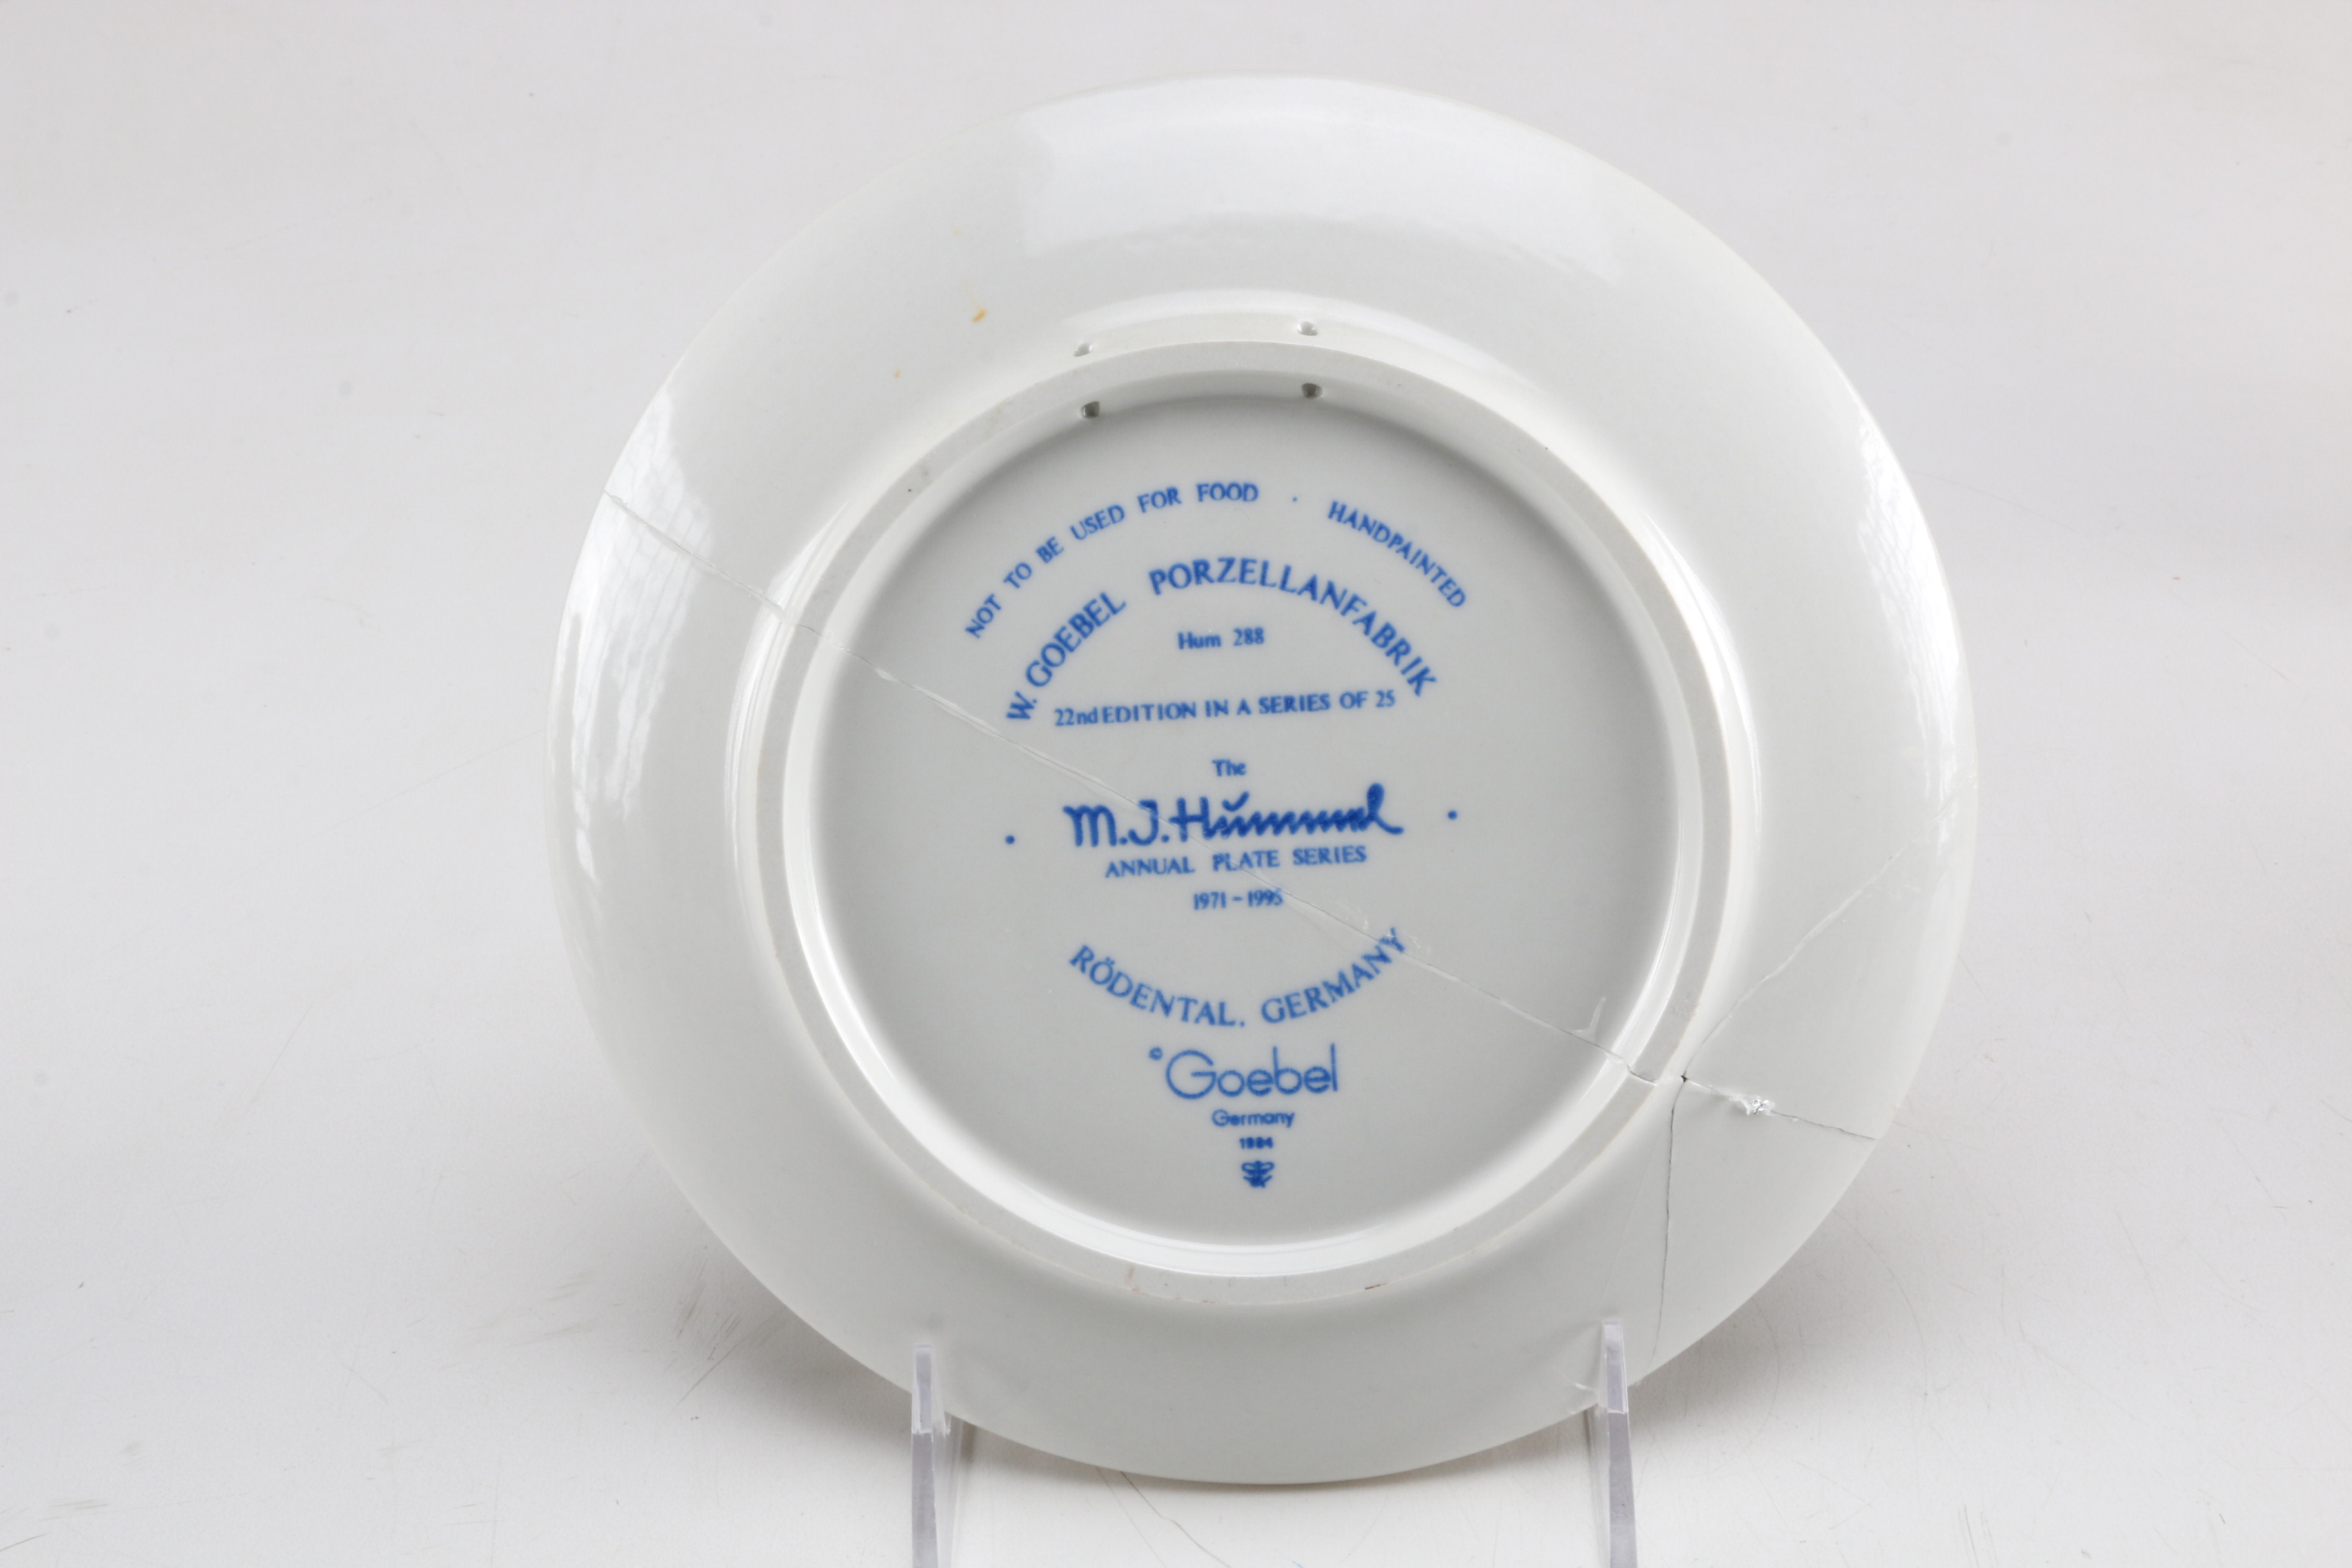 NOT TO BE USED FOR FOOD · HANDPAINTED
W. GOEBEL PORZELLANFABRIK
Hum 288
22nd EDITION IN A SERIES OF 25
The
M.J. Hummel
ANNUAL PLATE SERIES
1971 - 1995
RÖDENTAL, GERMANY
© Goebel
Germany
1984